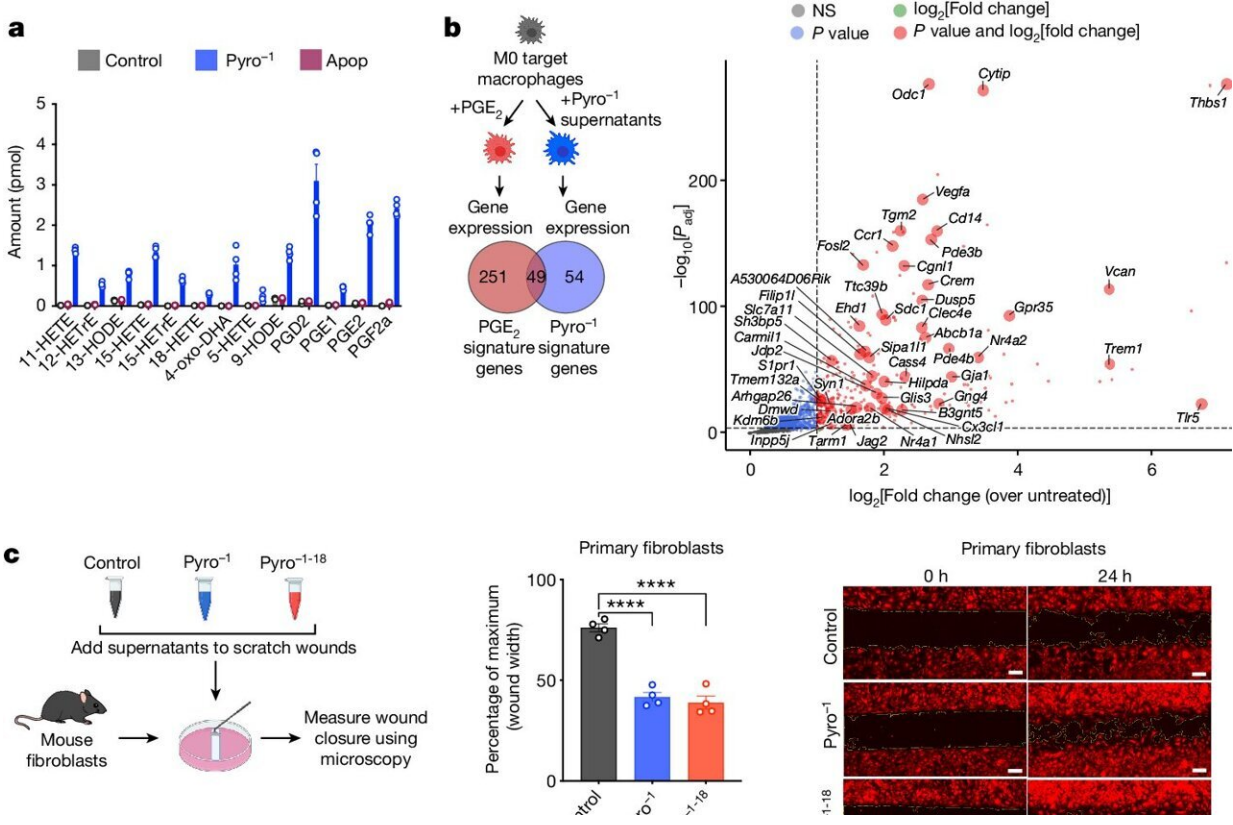 a
Control Pyro⁻¹ Apop
Amount (pmol)
5
4
3
2
1
0
11-HETE
12-HETrE
13-HODE
15-HETE
15-HETrE
18-HETE
4-oxo-DHA
5-HETE
9-HODE
PGD2
PGE1
PGE2
PGF2a
b
M0 target
macrophages
+PGE₂
+Pyro⁻¹
supernatants
Gene
expression
Gene
expression
251 49 54
PGE₂
signature
genes
Pyro⁻¹
signature
genes
NS
log₂[Fold change]
P value
P value and log₂[fold change]
−log₁₀[Padj]
200
100
0
Odc1
Cytip
Thbs1
Vegfa
Tgm2
Cd14
Ccr1
Pde3b
Fosl2
Cgnl1
A530064D06Rik
Crem
Vcan
Ttc39b
Filip1l
Dusp5
Ehd1
Sdc1
Gpr35
Slc7a11
Clec4e
Sh3bp5
Abcb1a
Nr4a2
Carmil1
Sipa1l1
Pde4b
Trem1
Jdp2
Cass4
Gja1
S1pr1
Hilpda
Tmem132a
Syn1
Glis3
Gng4
Arhgap26
B3gnt5
Tlr5
Dmwd
Adora2b
Cx3cl1
Kdm6b
Nhsl2
Inpp5j
Tarm1
Jag2
Nr4a1
0 2 4 6
log₂[Fold change (over untreated)]
c
Control Pyro⁻¹ Pyro⁻¹⁻¹⁸
Add supernatants to scratch wounds
Mouse
fibroblasts
Measure wound
closure using
microscopy
Primary fibroblasts
Percentage of maximum
(wound width)
100
50
0
****
****
Primary fibroblasts
0 h 24 h
Control
Pyro⁻¹